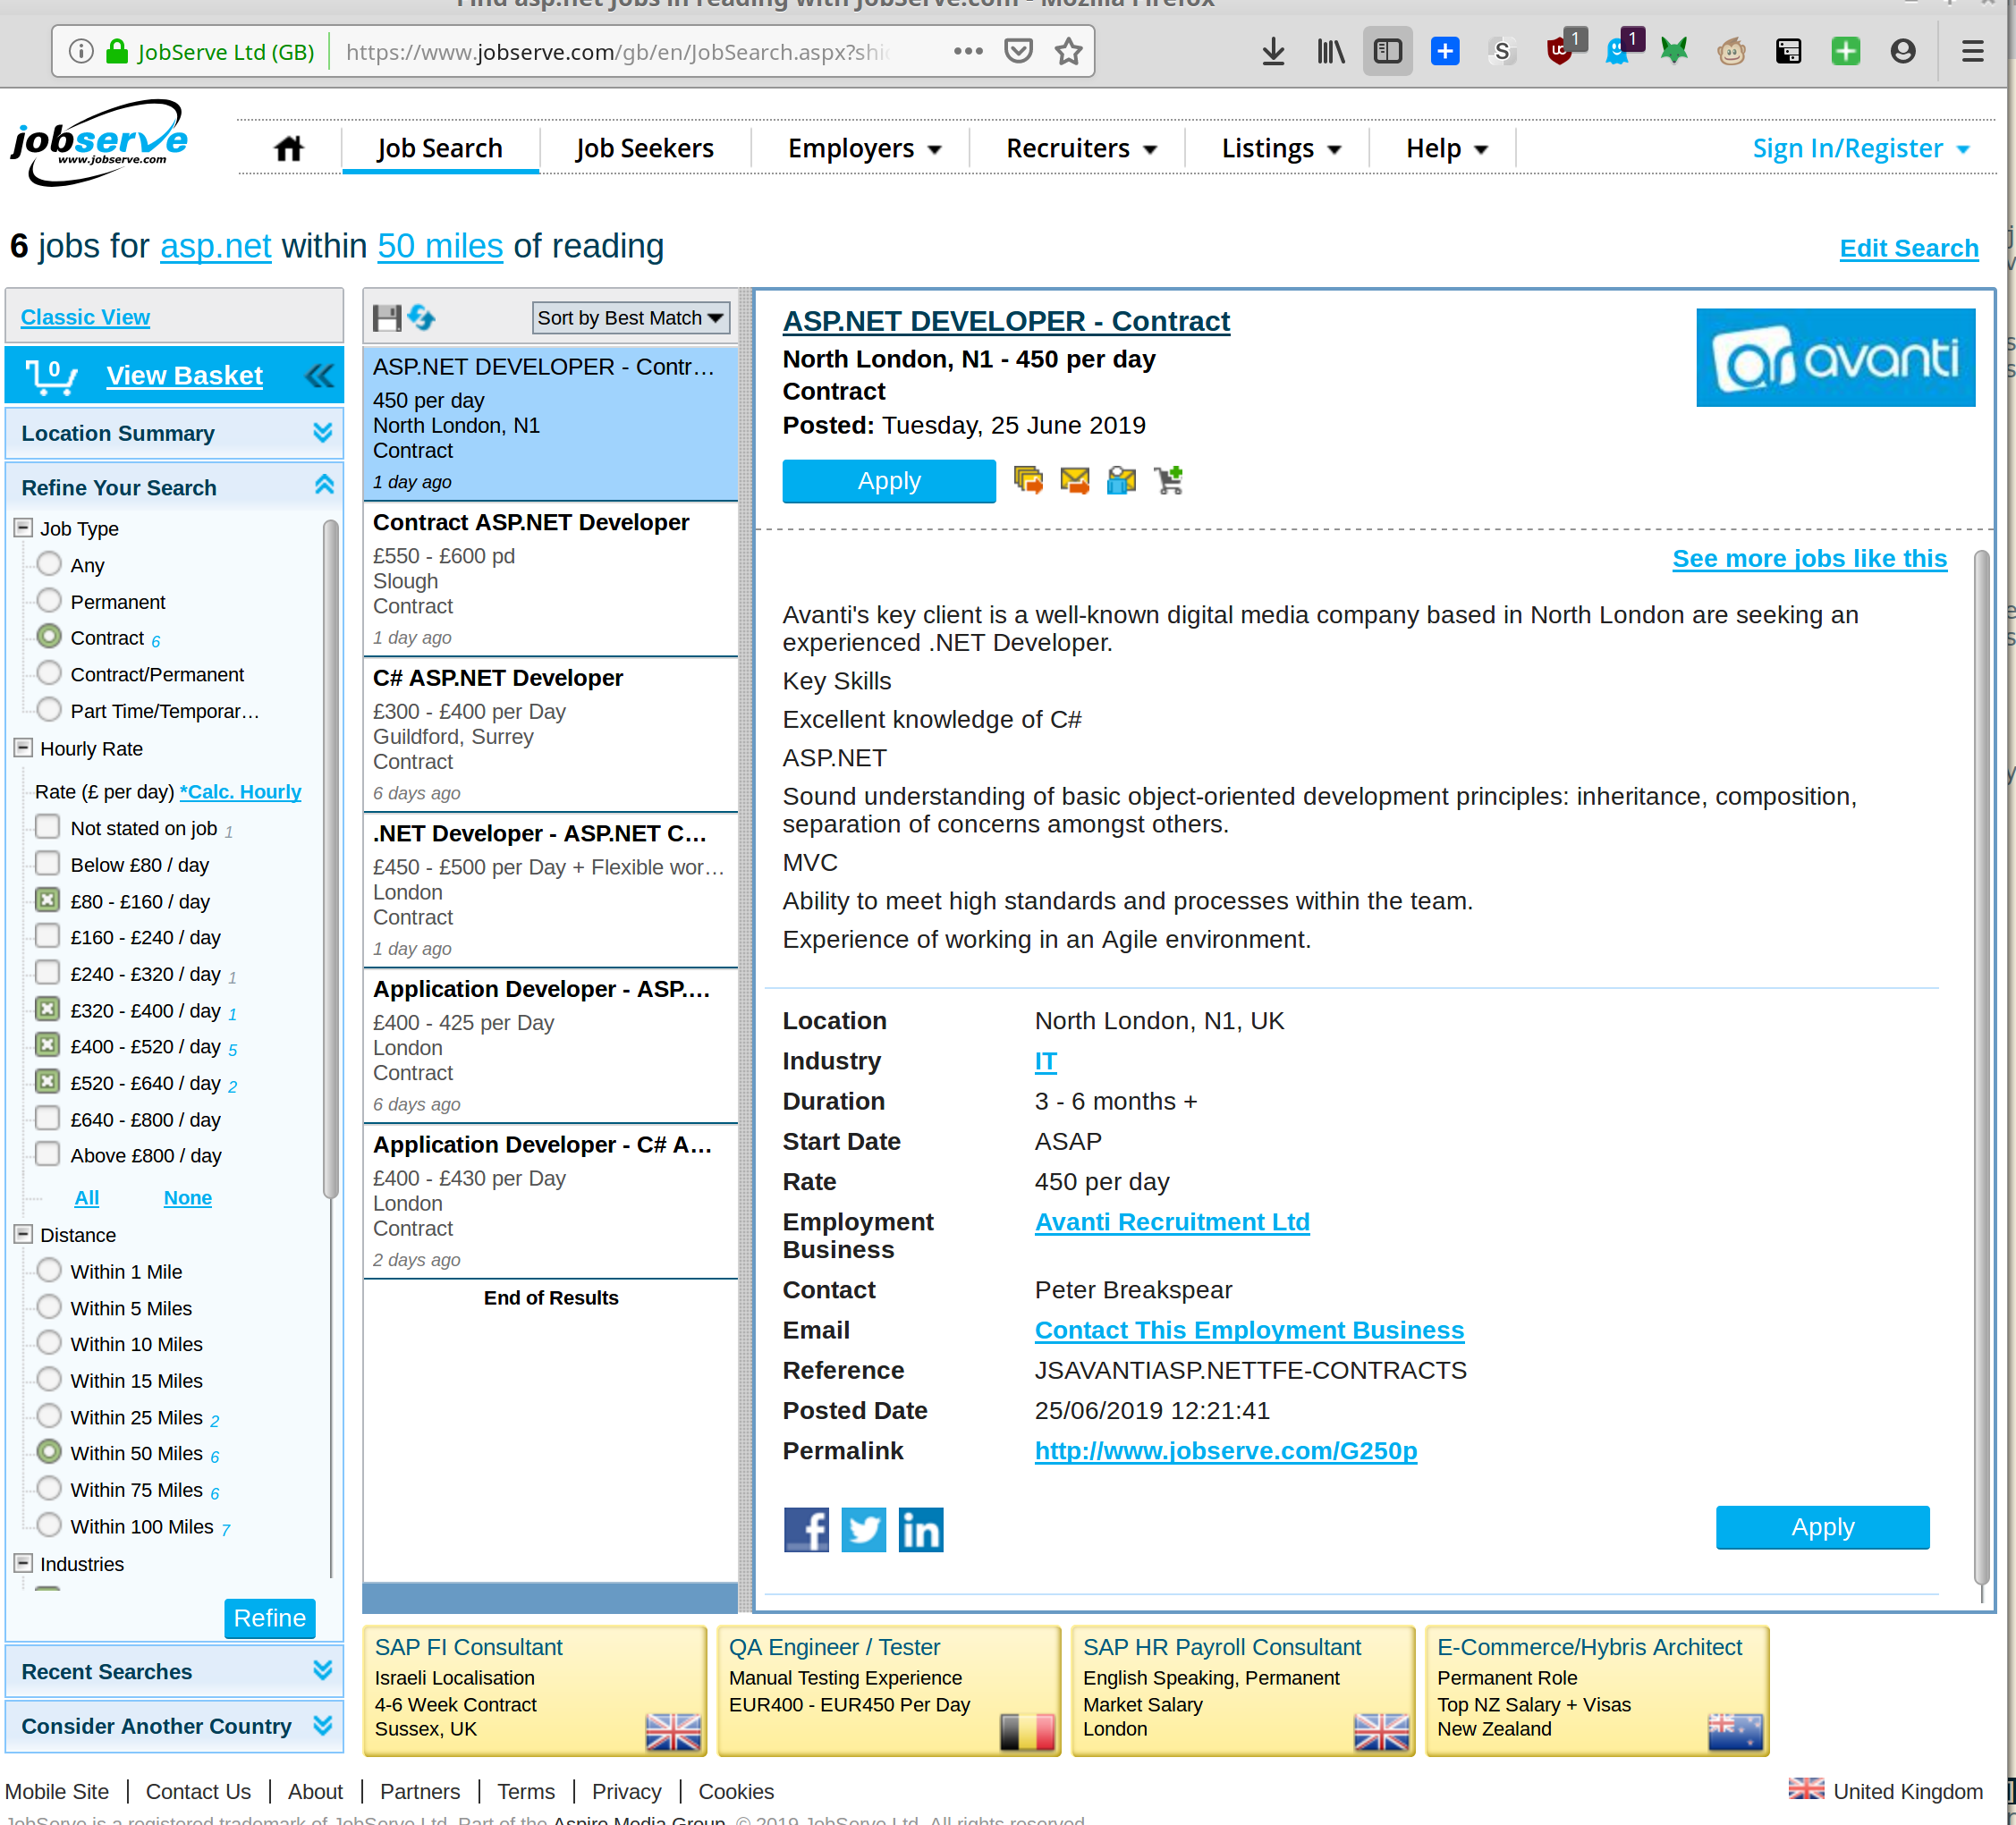 Find asp.net jobs in reading with JobServe.com - Mozilla Firefox
JobServe Ltd (GB) https://www.jobserve.com/gb/en/JobSearch.aspx?shi
S 1 1
jobserve
www.jobserve.com
Job Search Job Seekers Employers Recruiters Listings Help Sign In/Register
6 jobs for asp.net within 50 miles of reading
Edit Search
Classic View
0 View Basket
Location Summary
Refine Your Search
Job Type
Any
Permanent
Contract 6
Contract/Permanent
Part Time/Temporar…
Hourly Rate
Rate (£ per day) *Calc. Hourly
Not stated on job 1
Below £80 / day
£80 - £160 / day
£160 - £240 / day
£240 - £320 / day 1
£320 - £400 / day 1
£400 - £520 / day 5
£520 - £640 / day 2
£640 - £800 / day
Above £800 / day
All None
Distance
Within 1 Mile
Within 5 Miles
Within 10 Miles
Within 15 Miles
Within 25 Miles 2
Within 50 Miles 6
Within 75 Miles 6
Within 100 Miles 7
Industries
Refine
Recent Searches
Consider Another Country
Sort by Best Match
ASP.NET DEVELOPER - Contr…
450 per day
North London, N1
Contract
1 day ago
Contract ASP.NET Developer
£550 - £600 pd
Slough
Contract
1 day ago
C# ASP.NET Developer
£300 - £400 per Day
Guildford, Surrey
Contract
6 days ago
.NET Developer - ASP.NET C…
£450 - £500 per Day + Flexible wor…
London
Contract
1 day ago
Application Developer - ASP.…
£400 - 425 per Day
London
Contract
6 days ago
Application Developer - C# A…
£400 - £430 per Day
London
Contract
2 days ago
End of Results
ASP.NET DEVELOPER - Contract
North London, N1 - 450 per day
Contract
Posted: Tuesday, 25 June 2019
avanti
Apply
See more jobs like this
Avanti's key client is a well-known digital media company based in North London are seeking an
experienced .NET Developer.
Key Skills
Excellent knowledge of C#
ASP.NET
Sound understanding of basic object-oriented development principles: inheritance, composition,
separation of concerns amongst others.
MVC
Ability to meet high standards and processes within the team.
Experience of working in an Agile environment.
Location North London, N1, UK
Industry IT
Duration 3 - 6 months +
Start Date ASAP
Rate 450 per day
Employment Avanti Recruitment Ltd
Business
Contact Peter Breakspear
Email Contact This Employment Business
Reference JSAVANTIASP.NETTFE-CONTRACTS
Posted Date 25/06/2019 12:21:41
Permalink http://www.jobserve.com/G250p
f in
Apply
SAP FI Consultant
Israeli Localisation
4-6 Week Contract
Sussex, UK
QA Engineer / Tester
Manual Testing Experience
EUR400 - EUR450 Per Day
SAP HR Payroll Consultant
English Speaking, Permanent
Market Salary
London
E-Commerce/Hybris Architect
Permanent Role
Top NZ Salary + Visas
New Zealand
Mobile Site | Contact Us | About | Partners | Terms | Privacy | Cookies
United Kingdom
JobServe is a registered trademark of JobServe Ltd. Part of the Aspire Media Group. © 2019 JobServe Ltd. All rights reserved.